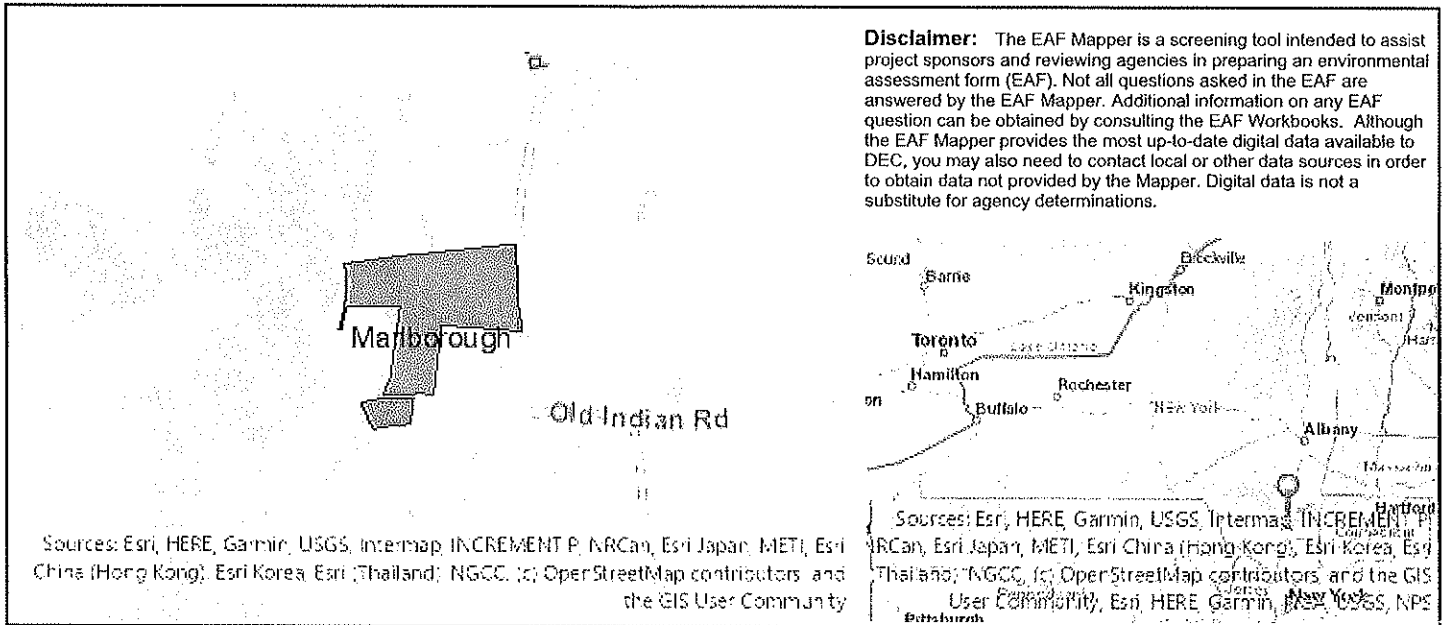 Disclaimer: The EAF Mapper is a screening tool intended to assist
project sponsors and reviewing agencies in preparing an environmental
assessment form (EAF). Not all questions asked in the EAF are
answered by the EAF Mapper. Additional information on any EAF
question can be obtained by consulting the EAF Workbooks. Although
the EAF Mapper provides the most up-to-date digital data available to
DEC, you may also need to contact local or other data sources in order
to obtain data not provided by the Mapper. Digital data is not a
substitute for agency determinations.
Marlborough
Old Indian Rd
Sources: Esri, HERE, Garmin, USGS, Intermap, INCREMENT P, NRCan, Esri Japan, METI, Esri
China (Hong Kong), Esri Korea, Esri (Thailand), NGCC, (c) OpenStreetMap contributors, and
the GIS User Community
Sound
Barrie
Brockville
Kingston
Montpe
Vermont
Toronto
Lake Ontario
Hamilton
Rochester
on
Buffalo
New York
Albany
Hartford
Sources: Esri, HERE, Garmin, USGS, Intermap, INCREMENT P,
NRCan, Esri Japan, METI, Esri China (Hong Kong), Esri Korea, Esri
(Thailand), NGCC, (c) OpenStreetMap contributors, and the GIS
User Community, Esri, HERE, Garmin, USGS, NPS
New York
Pittsburgh